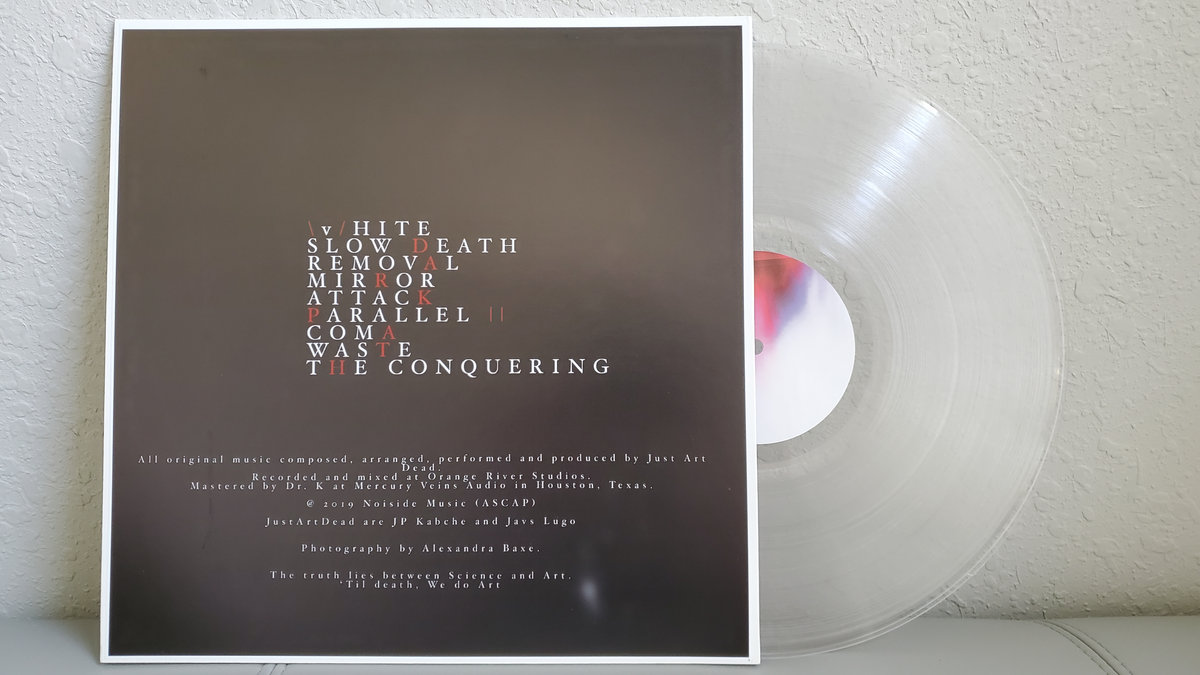 \v/HITE
SLOW DEATH
REMOVAL
MIRROR
ATTACK
PARALLEL ||
COMA
WASTE
THE CONQUERING
All original music composed, arranged, performed and produced by Just Art
Dead.
Recorded and mixed at Orange River Studios.
Mastered by Dr. K at Mercury Veins Audio in Houston, Texas.
@ 2019 Noiside Music (ASCAP)
JustArtDead are JP Kabche and Javs Lugo
Photography by Alexandra Baxe.
The truth lies between Science and Art.
'Til death, We do Art